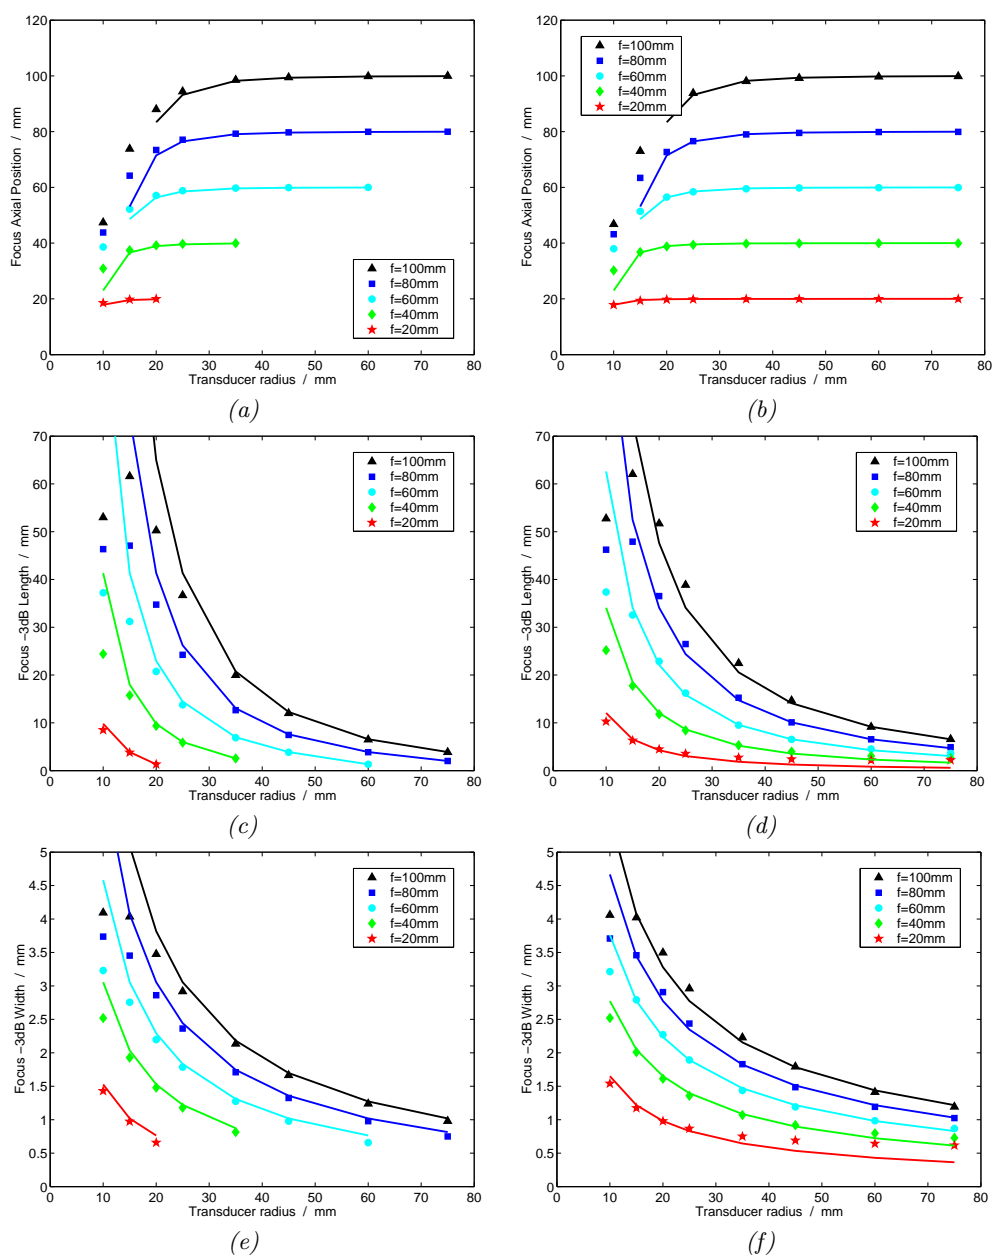 120
100
80
60
40
20
0
Focus Axial Position / mm
0 10 20 30 40 50 60 70 80
Transducer radius / mm
f=100mm
f=80mm
f=60mm
f=40mm
f=20mm
(a)
120
100
80
60
40
20
0
Focus Axial Position / mm
0 10 20 30 40 50 60 70 80
Transducer radius / mm
f=100mm
f=80mm
f=60mm
f=40mm
f=20mm
(b)
70
60
50
40
30
20
10
0
Focus −3dB Length / mm
0 10 20 30 40 50 60 70 80
Transducer radius / mm
f=100mm
f=80mm
f=60mm
f=40mm
f=20mm
(c)
70
60
50
40
30
20
10
0
Focus −3dB Length / mm
0 10 20 30 40 50 60 70 80
Transducer radius / mm
f=100mm
f=80mm
f=60mm
f=40mm
f=20mm
(d)
5
4.5
4
3.5
3
2.5
2
1.5
1
0.5
0
Focus −3dB Width / mm
0 10 20 30 40 50 60 70 80
Transducer radius / mm
f=100mm
f=80mm
f=60mm
f=40mm
f=20mm
(e)
5
4.5
4
3.5
3
2.5
2
1.5
1
0.5
0
Focus −3dB Width / mm
0 10 20 30 40 50 60 70 80
Transducer radius / mm
f=100mm
f=80mm
f=60mm
f=40mm
f=20mm
(f)